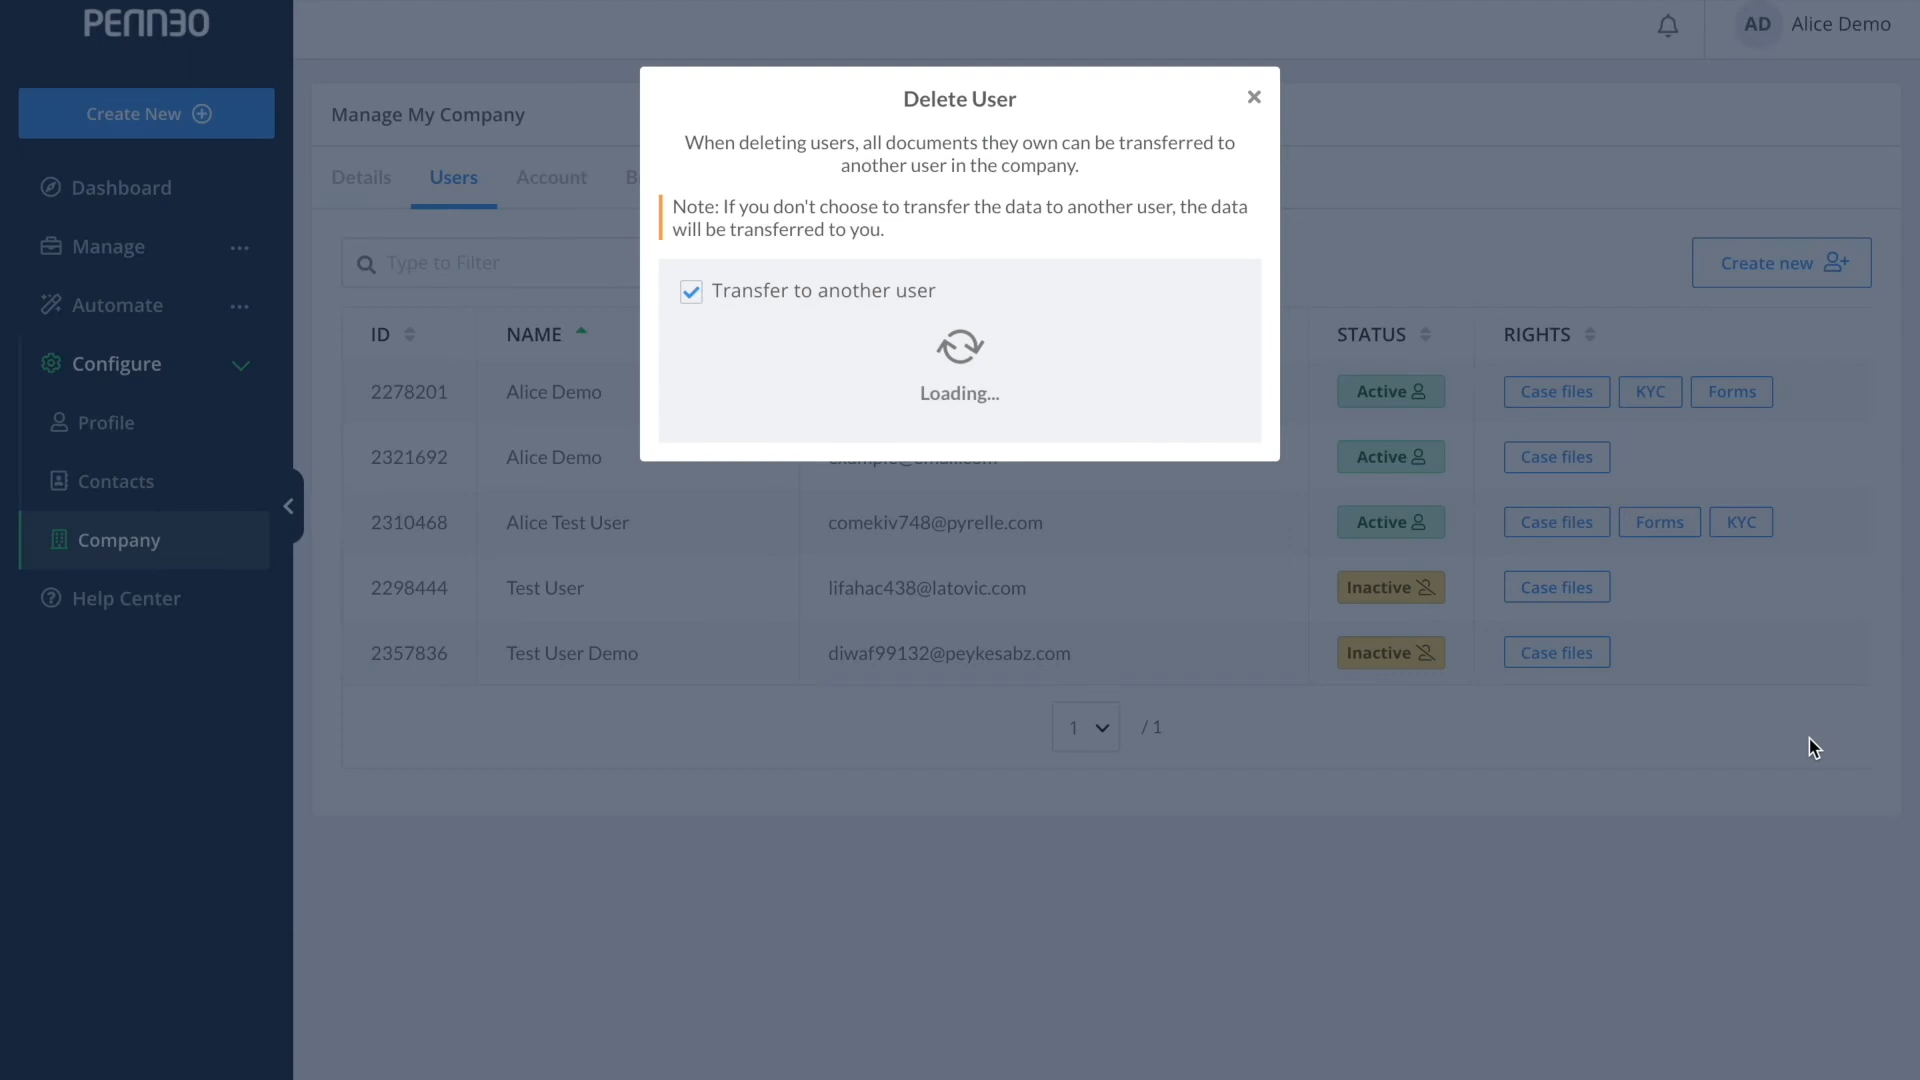 PENN3O
AD Alice Demo
Create New
Dashboard
Manage
Automate
Configure
Profile
Contacts
Company
Help Center
Manage My Company
Details Users Account
Type to Filter
Create new
Delete User
When deleting users, all documents they own can be transferred to
another user in the company.
Note: If you don't choose to transfer the data to another user, the data
will be transferred to you.
Transfer to another user
Loading...
ID NAME STATUS RIGHTS
2278201 Alice Demo Active Case files KYC Forms
2321692 Alice Demo Active Case files
2310468 Alice Test User comekiv748@pyrelle.com Active Case files Forms KYC
2298444 Test User lifahac438@latovic.com Inactive Case files
2357836 Test User Demo diwaf99132@peykesabz.com Inactive Case files
1 / 1